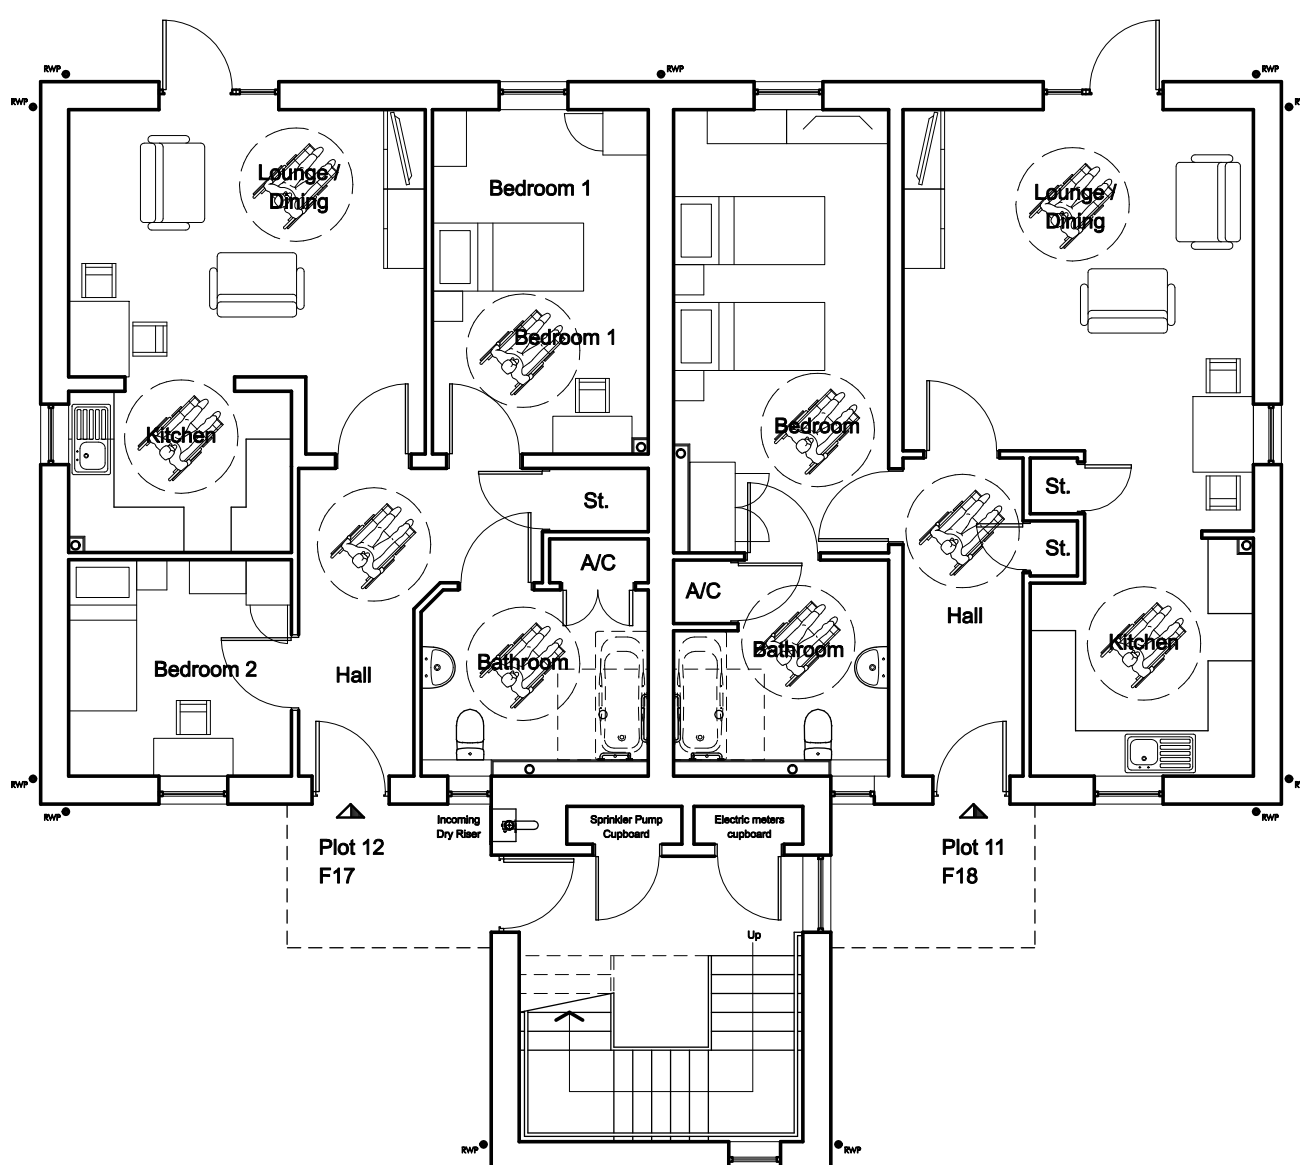 RWP
RWP
RWP
RWP
Lounge /
Dining
Bedroom 1
Lounge /
Dining
Bedroom 1
Kitchen
Bedroom
St.
St.
St.
A/C
A/C
Hall
Bedroom 2
Hall
Bathroom
Bathroom
Kitchen
RWP
RWP
RWP
Incoming
Dry Riser
Sprinkler Pump
Cupboard
Electric meters
cupboard
Plot 12
F17
Plot 11
F18
Up
RWP
RWP